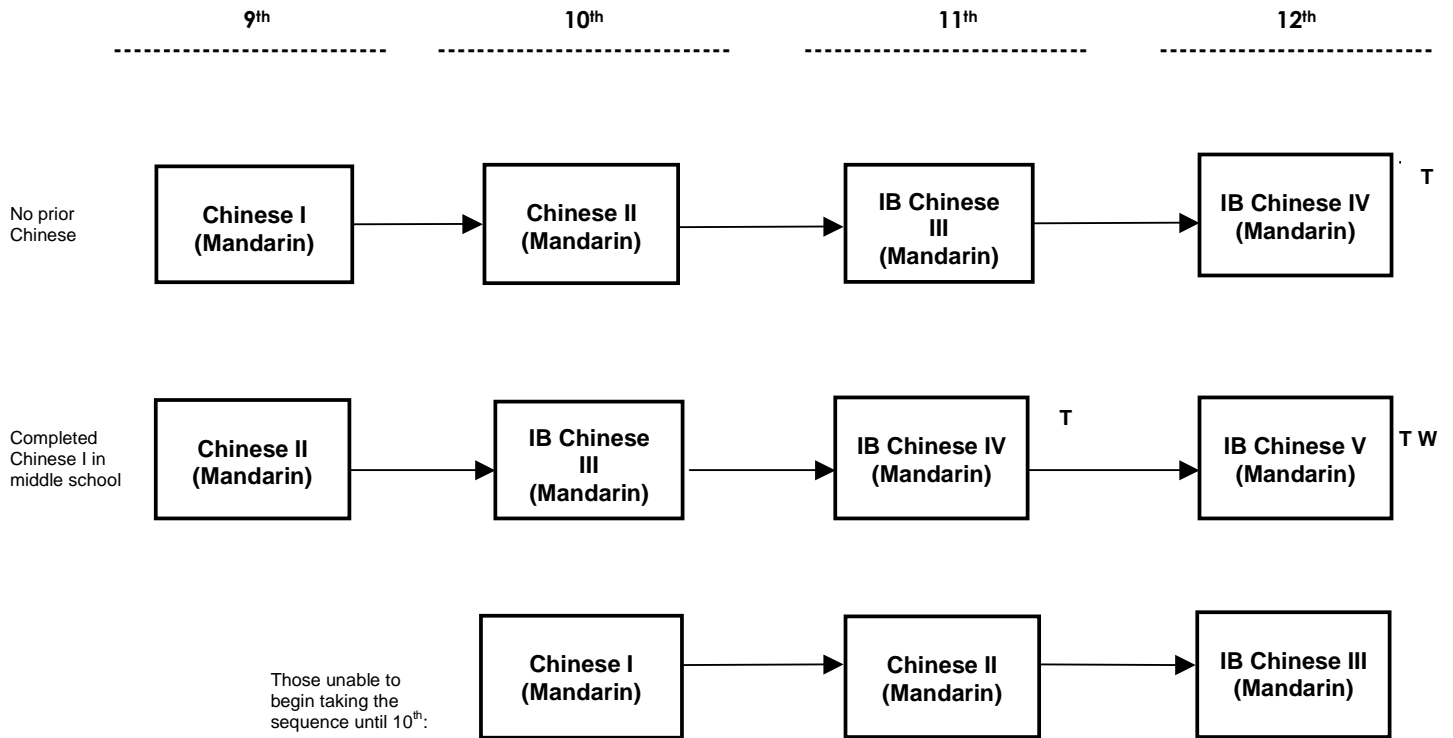 9th 10th 11th 12th
No prior
Chinese
Chinese I
(Mandarin)
Chinese II
(Mandarin)
IB Chinese
III
(Mandarin)
IB Chinese IV
(Mandarin)
T
Completed
Chinese I in
middle school
Chinese II
(Mandarin)
IB Chinese
III
(Mandarin)
IB Chinese IV
(Mandarin)
T
IB Chinese V
(Mandarin)
T W
Those unable to
begin taking the
sequence until 10th:
Chinese I
(Mandarin)
Chinese II
(Mandarin)
IB Chinese III
(Mandarin)